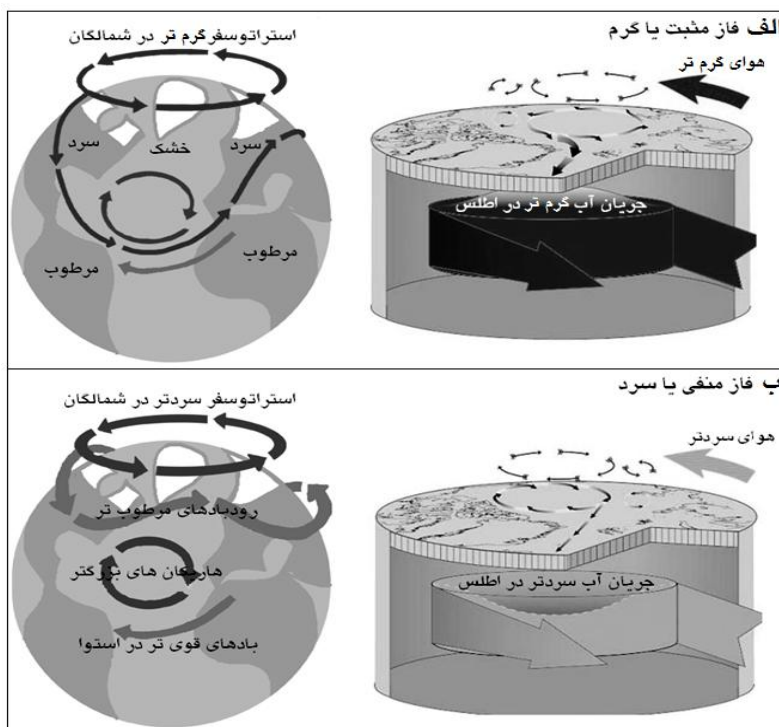 الف فاز مثبت یا گرم
هوای گرم تر
استراتوسفر گرم تر در شمالگان
سرد
خشک
سرد
مرطوب
مرطوب
جریان آب گرم تر در اطلس
ب فاز منفی یا سرد
هوای سردتر
استراتوسفر سردتر در شمالگان
رودبادهای مرطوب تر
هاریکان های بزرگتر
بادهای قوی تر در استوا
جریان آب سردتر در اطلس